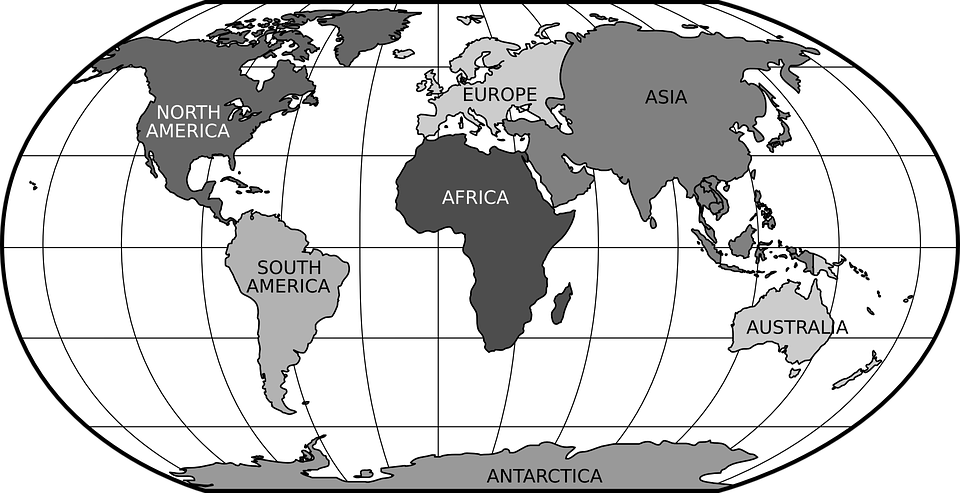 NORTH
AMERICA
EUROPE
ASIA
AFRICA
SOUTH
AMERICA
AUSTRALIA
ANTARCTICA